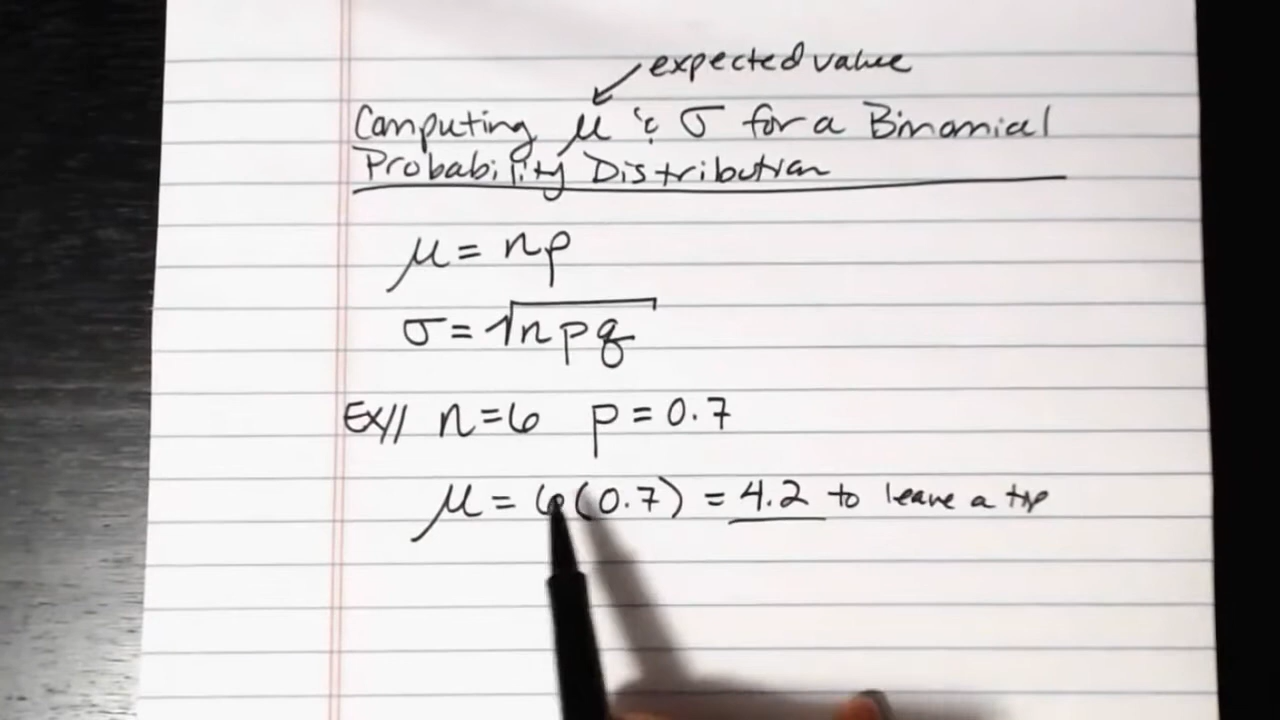 expected value
Computing μ & σ for a Binomial
Probability Distribution
μ = np
σ = √npq
EX// n=6 p = 0.7
μ = 6(0.7) = 4.2 to leave a tip